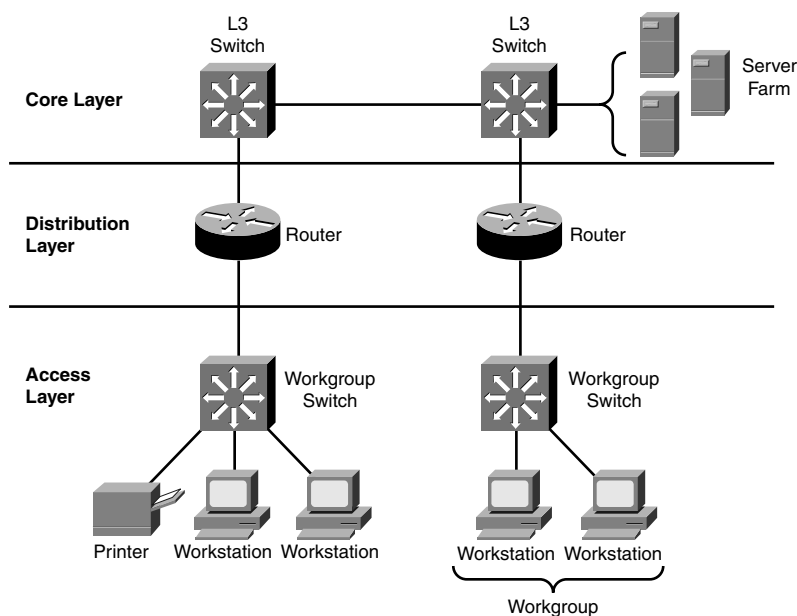 L3
Switch
L3
Switch
Core Layer
Server
Farm
Distribution
Layer
Router
Router
Access
Layer
Workgroup
Switch
Workgroup
Switch
Printer
Workstation
Workstation
Workstation
Workstation
Workgroup